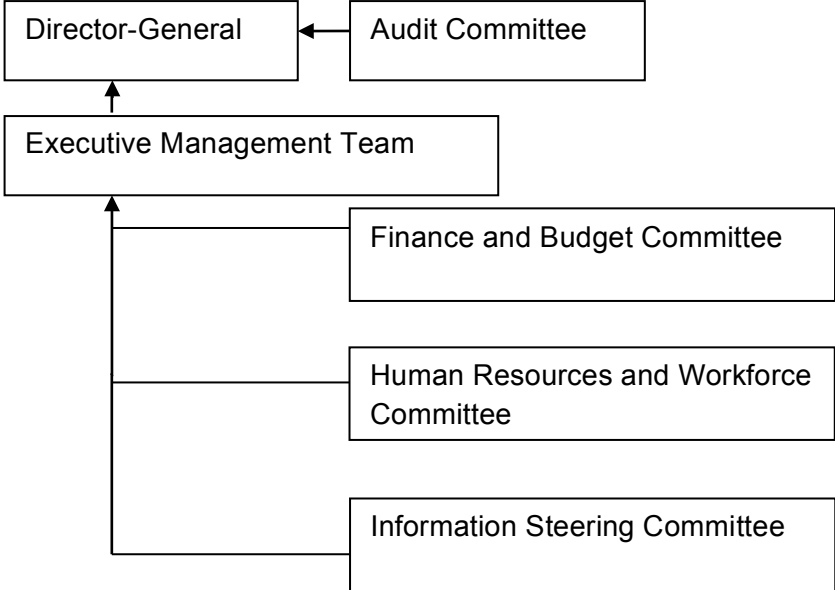 Director-General
Audit Committee
Executive Management Team
Finance and Budget Committee
Human Resources and Workforce
Committee
Information Steering Committee